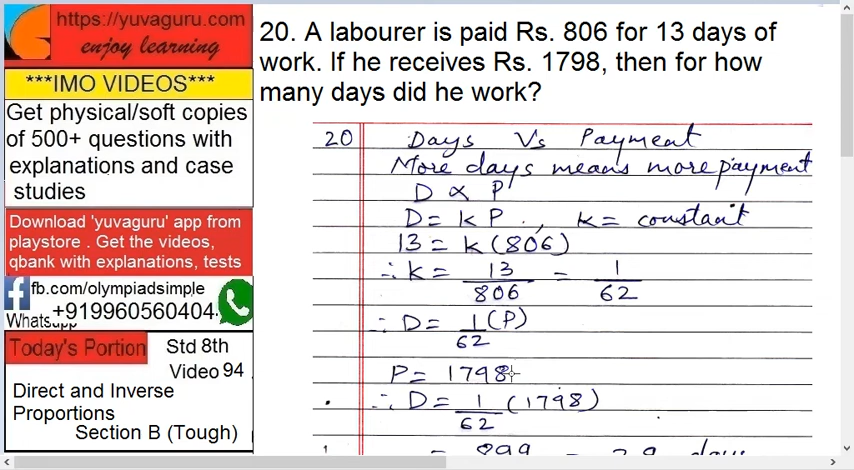 https://yuvaguru.com
enjoy learning
***IMO VIDEOS***
Get physical/soft copies
of 500+ questions with
explanations and case
studies
Download 'yuvaguru' app from
playstore . Get the videos,
qbank with explanations, tests
fb.com/olympiadsimple
+919960560404
Whatsapp
Today's Portion
Std 8th
Video 94
Direct and Inverse
Proportions
Section B (Tough)
20. A labourer is paid Rs. 806 for 13 days of
work. If he receives Rs. 1798, then for how
many days did he work?
20 Days Vs Payment
More days means more payment
D ∝ P
D = k P , k = constant
13 = k (806)
∴ k = 13/806 = 1/62
∴ D = 1/62 (P)
P = 1798
∴ D = 1/62 (1798)
= 899 = 29 days